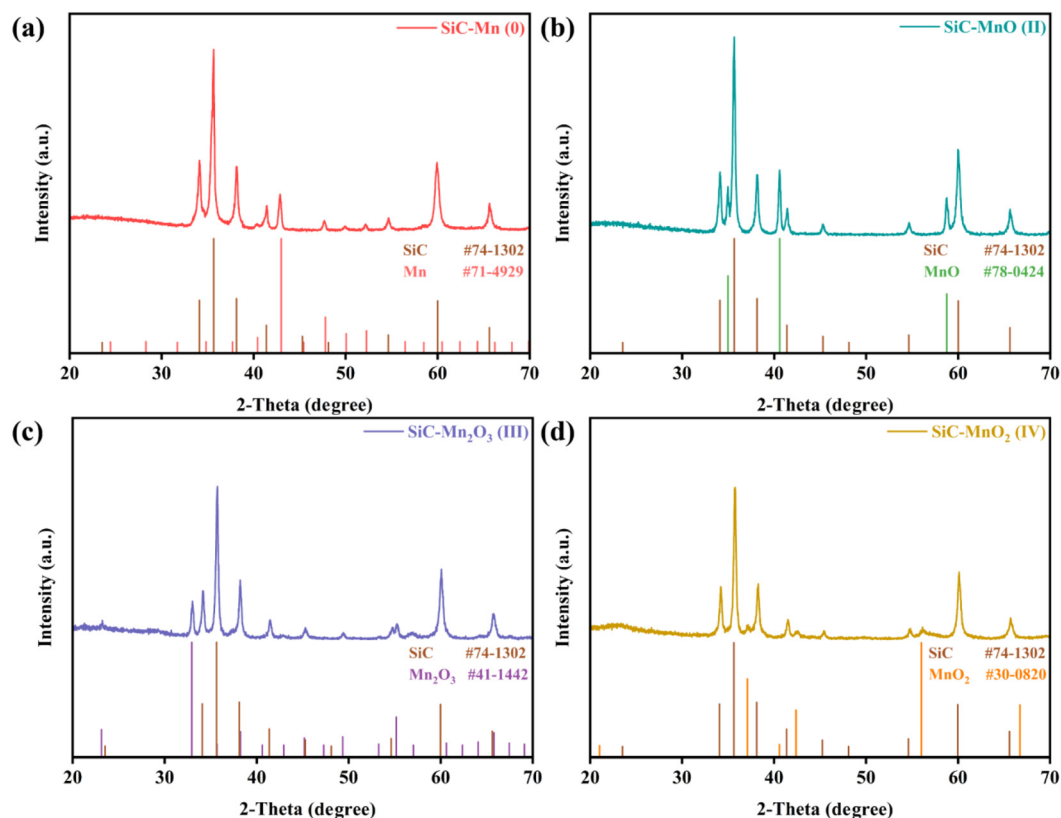 (a)
SiC-Mn (0)
Intensity (a.u.)
SiC #74-1302
Mn #71-4929
20 30 40 50 60 70
2-Theta (degree)
(b)
SiC-MnO (II)
Intensity (a.u.)
SiC #74-1302
MnO #78-0424
20 30 40 50 60 70
2-Theta (degree)
(c)
SiC-Mn₂O₃ (III)
Intensity (a.u.)
SiC #74-1302
Mn₂O₃ #41-1442
20 30 40 50 60 70
2-Theta (degree)
(d)
SiC-MnO₂ (IV)
Intensity (a.u.)
SiC #74-1302
MnO₂ #30-0820
20 30 40 50 60 70
2-Theta (degree)